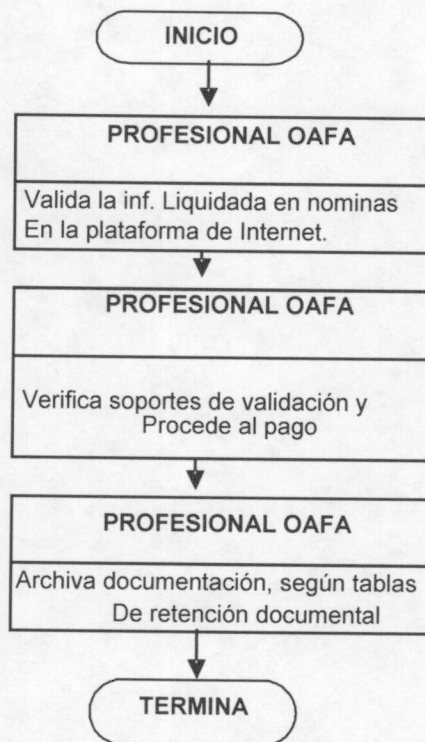 INICIO
PROFESIONAL OAFA
Valida la inf. Liquidada en nominas
En la plataforma de Internet.
PROFESIONAL OAFA
Verifica soportes de validación y
Procede al pago
PROFESIONAL OAFA
Archiva documentación, según tablas
De retención documental
TERMINA